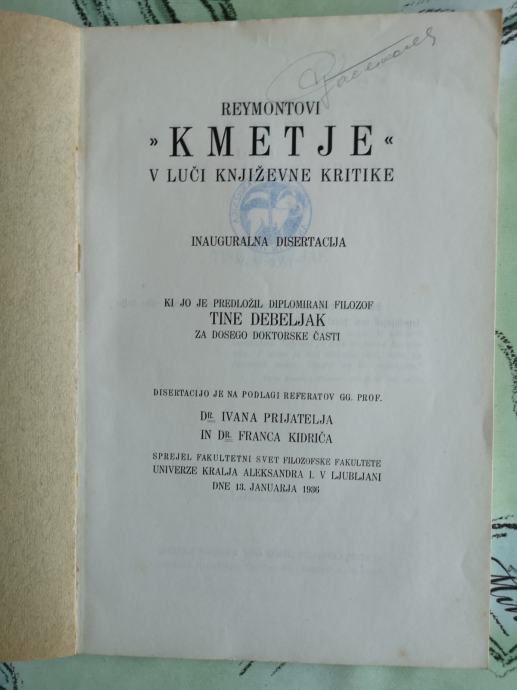 REYMONTOVI
» KMETJE «
V LUČI KNJIŽEVNE KRITIKE
INAUGURALNA DISERTACIJA
KI JO JE PREDLOŽIL DIPLOMIRANI FILOZOF
TINE DEBELJAK
ZA DOSEGO DOKTORSKE ČASTI
DISERTACIJO JE NA PODLAGI REFERATOV GG. PROF.
DR. IVANA PRIJATELJA
IN DR. FRANCA KIDRIČA
SPREJEL FAKULTETNI SVET FILOZOFSKE FAKULTETE
UNIVERZE KRALJA ALEKSANDRA I. V LJUBLJANI
DNE 13. JANUARJA 1936